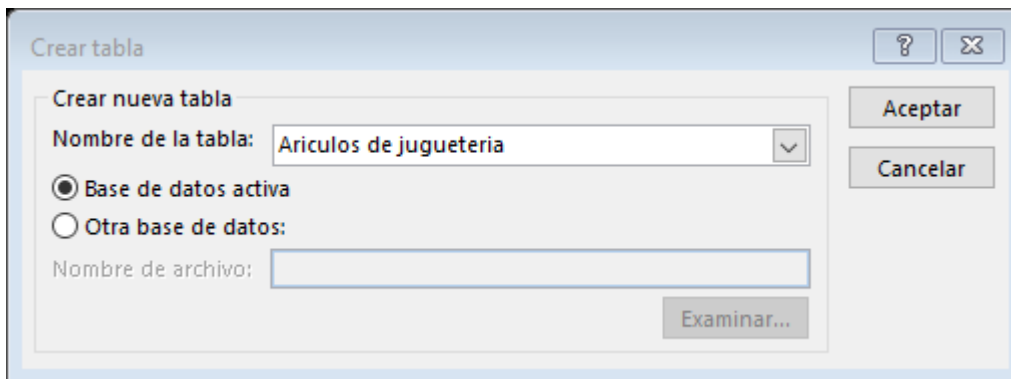 Crear tabla
Crear nueva tabla
Nombre de la tabla: Ariculos de jugueteria
Base de datos activa
Otra base de datos:
Nombre de archivo:
Examinar...
Aceptar
Cancelar